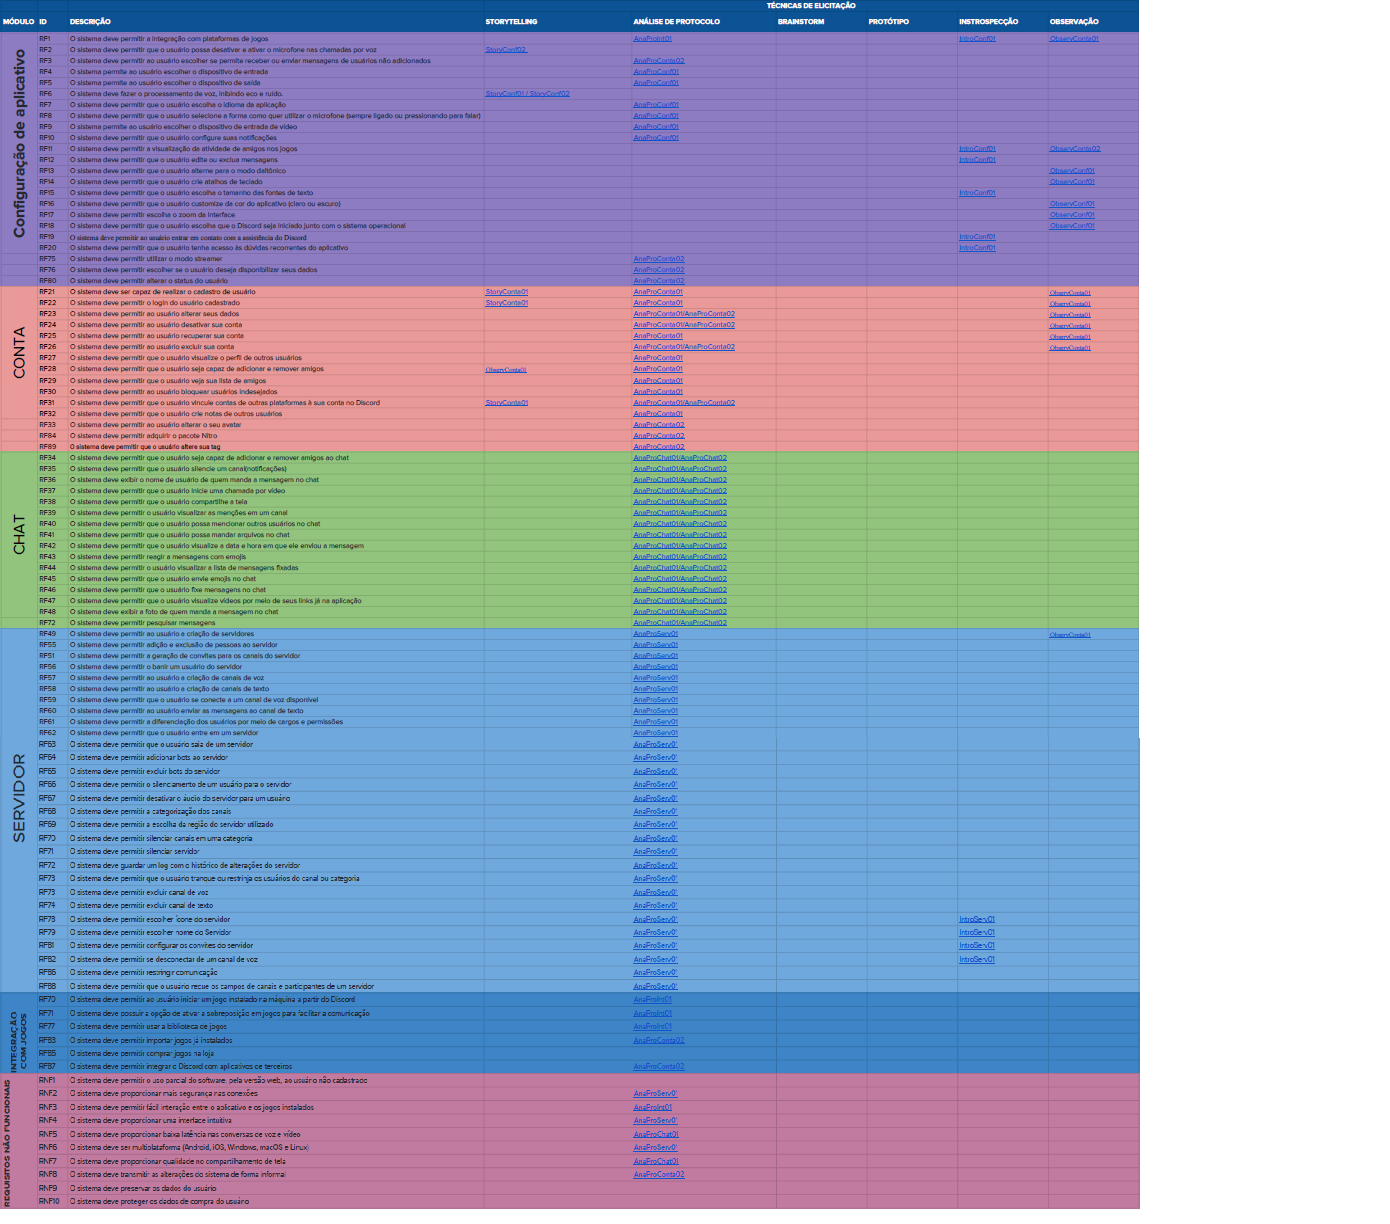 TÉCNICAS DE ELICITAÇÃO
MÓDULO ID DESCRIÇÃO STORYTELLING ANÁLISE DE PROTOCOLO BRAINSTORM PROTÓTIPO INSTROSPECÇÃO OBSERVAÇÃO
Configuração de aplicativo
RF1 O sistema deve permitir a integração com plataformas de jogos AnaProInt01 IntroConf01 ObservConta01
RF2 O sistema deve permitir que o usuário possa desativar e ativar o microfone nas chamadas por voz StoryConf02
RF3 O sistema deve permitir ao usuário escolher se permite receber ou enviar mensagens de usuários não adicionados AnaProConta02
RF4 O sistema permite ao usuário escolher o dispositivo de entrada AnaProConf01
RF5 O sistema permite ao usuário escolher o dispositivo de saída AnaProConf01
RF6 O sistema deve fazer o processamento de voz, inibindo eco e ruído. StoryConf01 / StoryConf02
RF7 O sistema deve permitir que o usuário escolha o idioma da aplicação AnaProConf01
RF8 O sistema deve permitir que o usuário selecione a forma como quer utilizar o microfone (sempre ligado ou pressionando para falar) AnaProConf01
RF9 O sistema permite ao usuário escolher o dispositivo de entrada de vídeo AnaProConf01
RF10 O sistema deve permitir que o usuário configure suas notificações AnaProConf01
RF11 O sistema deve permitir a visualização da atividade de amigos nos jogos IntroConf01 ObservConta02
RF12 O sistema deve permitir que o usuário edite ou exclua mensagens IntroConf01
RF13 O sistema deve permitir que o usuário alterne para o modo daltônico ObservConf01
RF14 O sistema deve permitir que o usuário crie atalhos de teclado ObservConf01
RF15 O sistema deve permitir que o usuário escolha o tamanho das fontes de texto IntroConf01
RF16 O sistema deve permitir que o usuário customize da cor do aplicativo (claro ou escuro) ObservConf01
RF17 O sistema deve permitir escolha o zoom da interface ObservConf01
RF18 O sistema deve permitir que o usuário escolha que o Discord seja iniciado junto com o sistema operacional ObservConf01
RF19 O sistema deve permitir ao usuário entrar em contato com a assistência do Discord IntroConf01
RF20 O sistema deve permitir que o usuário tenha acesso às dúvidas recorrentes do aplicativo IntroConf01
RF75 O sistema deve permitir utilizar o modo streamer AnaProConta02
RF76 O sistema deve permitir escolher se o usuário deseja disponibilizar seus dados AnaProConta02
RF80 O sistema deve permitir alterar o status do usuário AnaProConta02
CONTA
RF21 O sistema deve ser capaz de realizar o cadastro de usuário StoryConta01 AnaProConta01 ObservConta01
RF22 O sistema deve permitir o login do usuário cadastrado StoryConta01 AnaProConta01 ObservConta01
RF23 O sistema deve permitir ao usuário alterar seus dados AnaProConta01/AnaProConta02 ObservConta01
RF24 O sistema deve permitir ao usuário desativar sua conta AnaProConta01/AnaProConta02 ObservConta01
RF25 O sistema deve permitir ao usuário recuperar sua conta AnaProConta01 ObservConta01
RF26 O sistema deve permitir ao usuário excluir sua conta AnaProConta01/AnaProConta02 ObservConta01
RF27 O sistema deve permitir que o usuário visualize o perfil de outros usuários AnaProConta01
RF28 O sistema deve permitir que o usuário seja capaz de adicionar e remover amigos ObservConta01 AnaProConta01
RF29 O sistema deve permitir que o usuário veja sua lista de amigos AnaProConta01
RF30 O sistema deve permitir ao usuário bloquear usuários indesejados AnaProConta01
RF31 O sistema deve permitir que o usuário vincule contas de outras plataformas à sua conta no Discord StoryConta01 AnaProConta01/AnaProConta02
RF32 O sistema deve permitir que o usuário crie notas de outros usuários AnaProConta01
RF33 O sistema deve permitir ao usuário alterar o seu avatar AnaProConta02
RF84 O sistema deve permitir adquirir o pacote Nitro AnaProConta02
RF89 O sistema deve permitir que o usuário altere sua tag AnaProConta02
CHAT
RF34 O sistema deve permitir que o usuário seja capaz de adicionar e remover amigos ao chat AnaProChat01/AnaProChat02
RF35 O sistema deve permitir que o usuário silencie um canal(notificações) AnaProChat01/AnaProChat02
RF36 O sistema deve exibir o nome de usuário de quem manda a mensagem no chat AnaProChat01/AnaProChat02
RF37 O sistema deve permitir que o usuário inicie uma chamada por vídeo AnaProChat01/AnaProChat02
RF38 O sistema deve permitir que o usuário compartilhe a tela AnaProChat01/AnaProChat02
RF39 O sistema deve permitir o usuário visualizar as menções em um canal AnaProChat01/AnaProChat02
RF40 O sistema deve permitir que o usuário possa mencionar outros usuários no chat AnaProChat01/AnaProChat02
RF41 O sistema deve permitir que o usuário possa mandar arquivos no chat AnaProChat01/AnaProChat02
RF42 O sistema deve permitir que o usuário visualize a data e hora em que ele enviou a mensagem AnaProChat01/AnaProChat02
RF43 O sistema deve permitir reagir a mensagens com emojis AnaProChat01/AnaProChat02
RF44 O sistema deve permitir o usuário visualizar a lista de mensagens fixadas AnaProChat01/AnaProChat02
RF45 O sistema deve permitir que o usuário envie emojis no chat AnaProChat01/AnaProChat02
RF46 O sistema deve permitir que o usuário fixe mensagens no chat AnaProChat01/AnaProChat02
RF47 O sistema deve permitir que o usuário visualize vídeos por meio de seus links já na aplicação AnaProChat01/AnaProChat02
RF48 O sistema deve exibir a foto de quem manda a mensagem no chat AnaProChat01/AnaProChat02
RF72 O sistema deve permitir pesquisar mensagens AnaProChat01/AnaProChat02
SERVIDOR
RF49 O sistema deve permitir ao usuário a criação de servidores AnaProServ01 ObservConta01
RF55 O sistema deve permitir adição e exclusão de pessoas ao servidor AnaProServ01
RF51 O sistema deve permitir a geração de convites para os canais do servidor AnaProServ01
RF56 O sistema deve permitir o banir um usuário do servidor AnaProServ01
RF57 O sistema deve permitir ao usuário a criação de canais de voz AnaProServ01
RF58 O sistema deve permitir ao usuário a criação de canais de texto AnaProServ01
RF59 O sistema deve permitir que o usuário se conecte a um canal de voz disponível AnaProServ01
RF60 O sistema deve permitir ao usuário enviar as mensagens ao canal de texto AnaProServ01
RF61 O sistema deve permitir a diferenciação dos usuários por meio de cargos e permissões AnaProServ01
RF62 O sistema deve permitir que o usuário entre em um servidor AnaProServ01
RF63 O sistema deve permitir que o usuário saia de um servidor AnaProServ01
RF64 O sistema deve permitir adicionar bots ao servidor AnaProServ01
RF65 O sistema deve permitir excluir bots do servidor AnaProServ01
RF66 O sistema deve permitir o silenciamento de um usuário para o servidor AnaProServ01
RF67 O sistema deve permitir desativar o áudio do servidor para um usuário AnaProServ01
RF68 O sistema deve permitir a categorização dos canais AnaProServ01
RF69 O sistema deve permitir a escolha da região do servidor utilizado AnaProServ01
RF70 O sistema deve permitir silenciar canais em uma categoria AnaProServ01
RF71 O sistema deve permitir silenciar servidor AnaProServ01
RF72 O sistema deve guardar um log com o histórico de alterações do servidor AnaProServ01
RF73 O sistema deve permitir que o usuário tranque ou restrinja os usuários do canal ou categoria AnaProServ01
RF73 O sistema deve permitir excluir canal de voz AnaProServ01
RF74 O sistema deve permitir excluir canal de texto AnaProServ01
RF78 O sistema deve permitir escolher ícone do servidor AnaProServ01 IntroServ01
RF79 O sistema deve permitir escolher nome do Servidor AnaProServ01 IntroServ01
RF81 O sistema deve permitir configurar os convites do servidor AnaProServ01 IntroServ01
RF82 O sistema deve permitir se desconectar de um canal de voz AnaProServ01 IntroServ01
RF86 O sistema deve permitir restringir comunicação AnaProServ01
RF88 O sistema deve permitir que o usuário recue os campos de canais e participantes de um servidor AnaProServ01
INTEGRAÇÃO COM JOGOS
RF70 O sistema deve permitir ao usuário iniciar um jogo instalado na máquina a partir do Discord AnaProInt01
RF71 O sistema deve possuir a opção de ativar a sobreposição em jogos para facilitar a comunicação AnaProInt01
RF77 O sistema deve permitir usar a biblioteca de jogos AnaProInt01
RF83 O sistema deve permitir importar jogos já instalados AnaProConta02
RF85 O sistema deve permitir comprar jogos na loja
RF87 O sistema deve permitir integrar o Discord com aplicativos de terceiros AnaProConta02
REQUISITOS NÃO FUNCIONAIS
RNF1 O sistema deve permitir o uso parcial do software, pela versão web, ao usuário não cadastrado
RNF2 O sistema deve proporcionar mais segurança nas conexões AnaProServ01
RNF3 O sistema deve permitir fácil interação entre o aplicativo e os jogos instalados AnaProInt01
RNF4 O sistema deve proporcionar uma interface intuitiva AnaProServ01
RNF5 O sistema deve proporcionar baixa latência nas conversas de voz e vídeo AnaProChat01
RNF6 O sistema deve ser multiplataforma (Android, iOS, Windows, macOS e Linux) AnaProServ01
RNF7 O sistema deve proporcionar qualidade no compartilhamento de tela AnaProChat01
RNF8 O sistema deve transmitir as alterações do sistema de forma informal AnaProConta02
RNF9 O sistema deve preservar os dados do usuário
RNF10 O sistema deve proteger os dados de compra do usuário